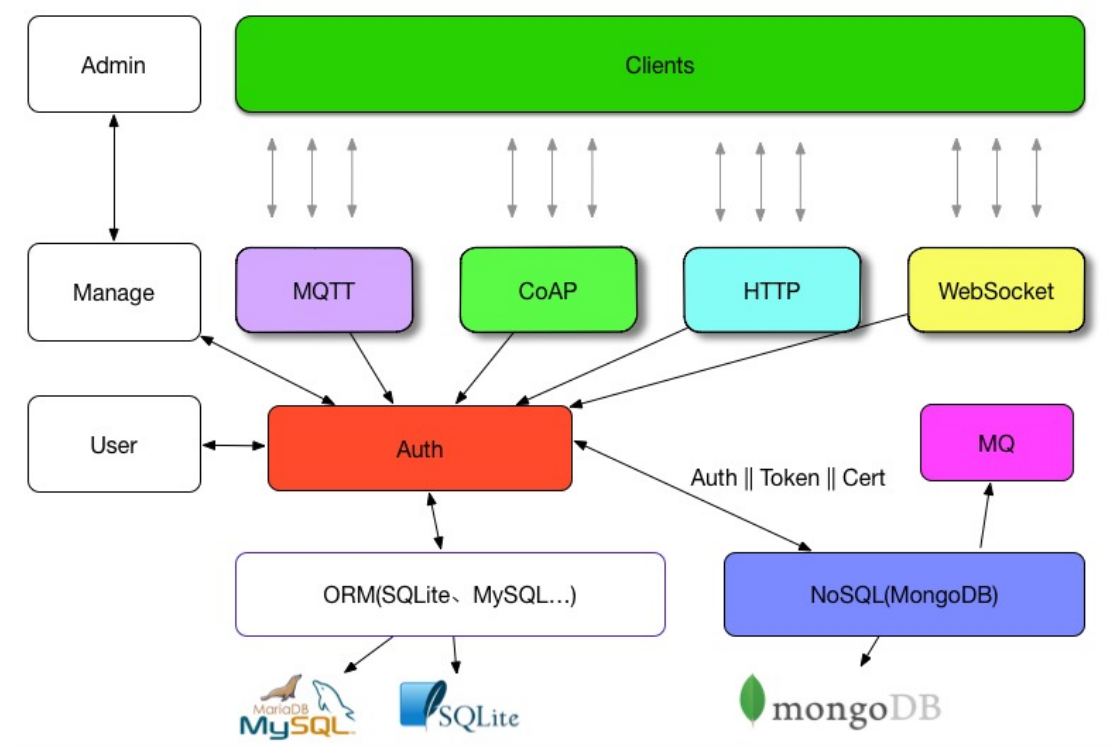 Admin
Clients
Manage
MQTT
CoAP
HTTP
WebSocket
User
Auth
MQ
Auth || Token || Cert
ORM(SQLite、MySQL...)
NoSQL(MongoDB)
MariaDB
MySQL
SQLite
mongoDB